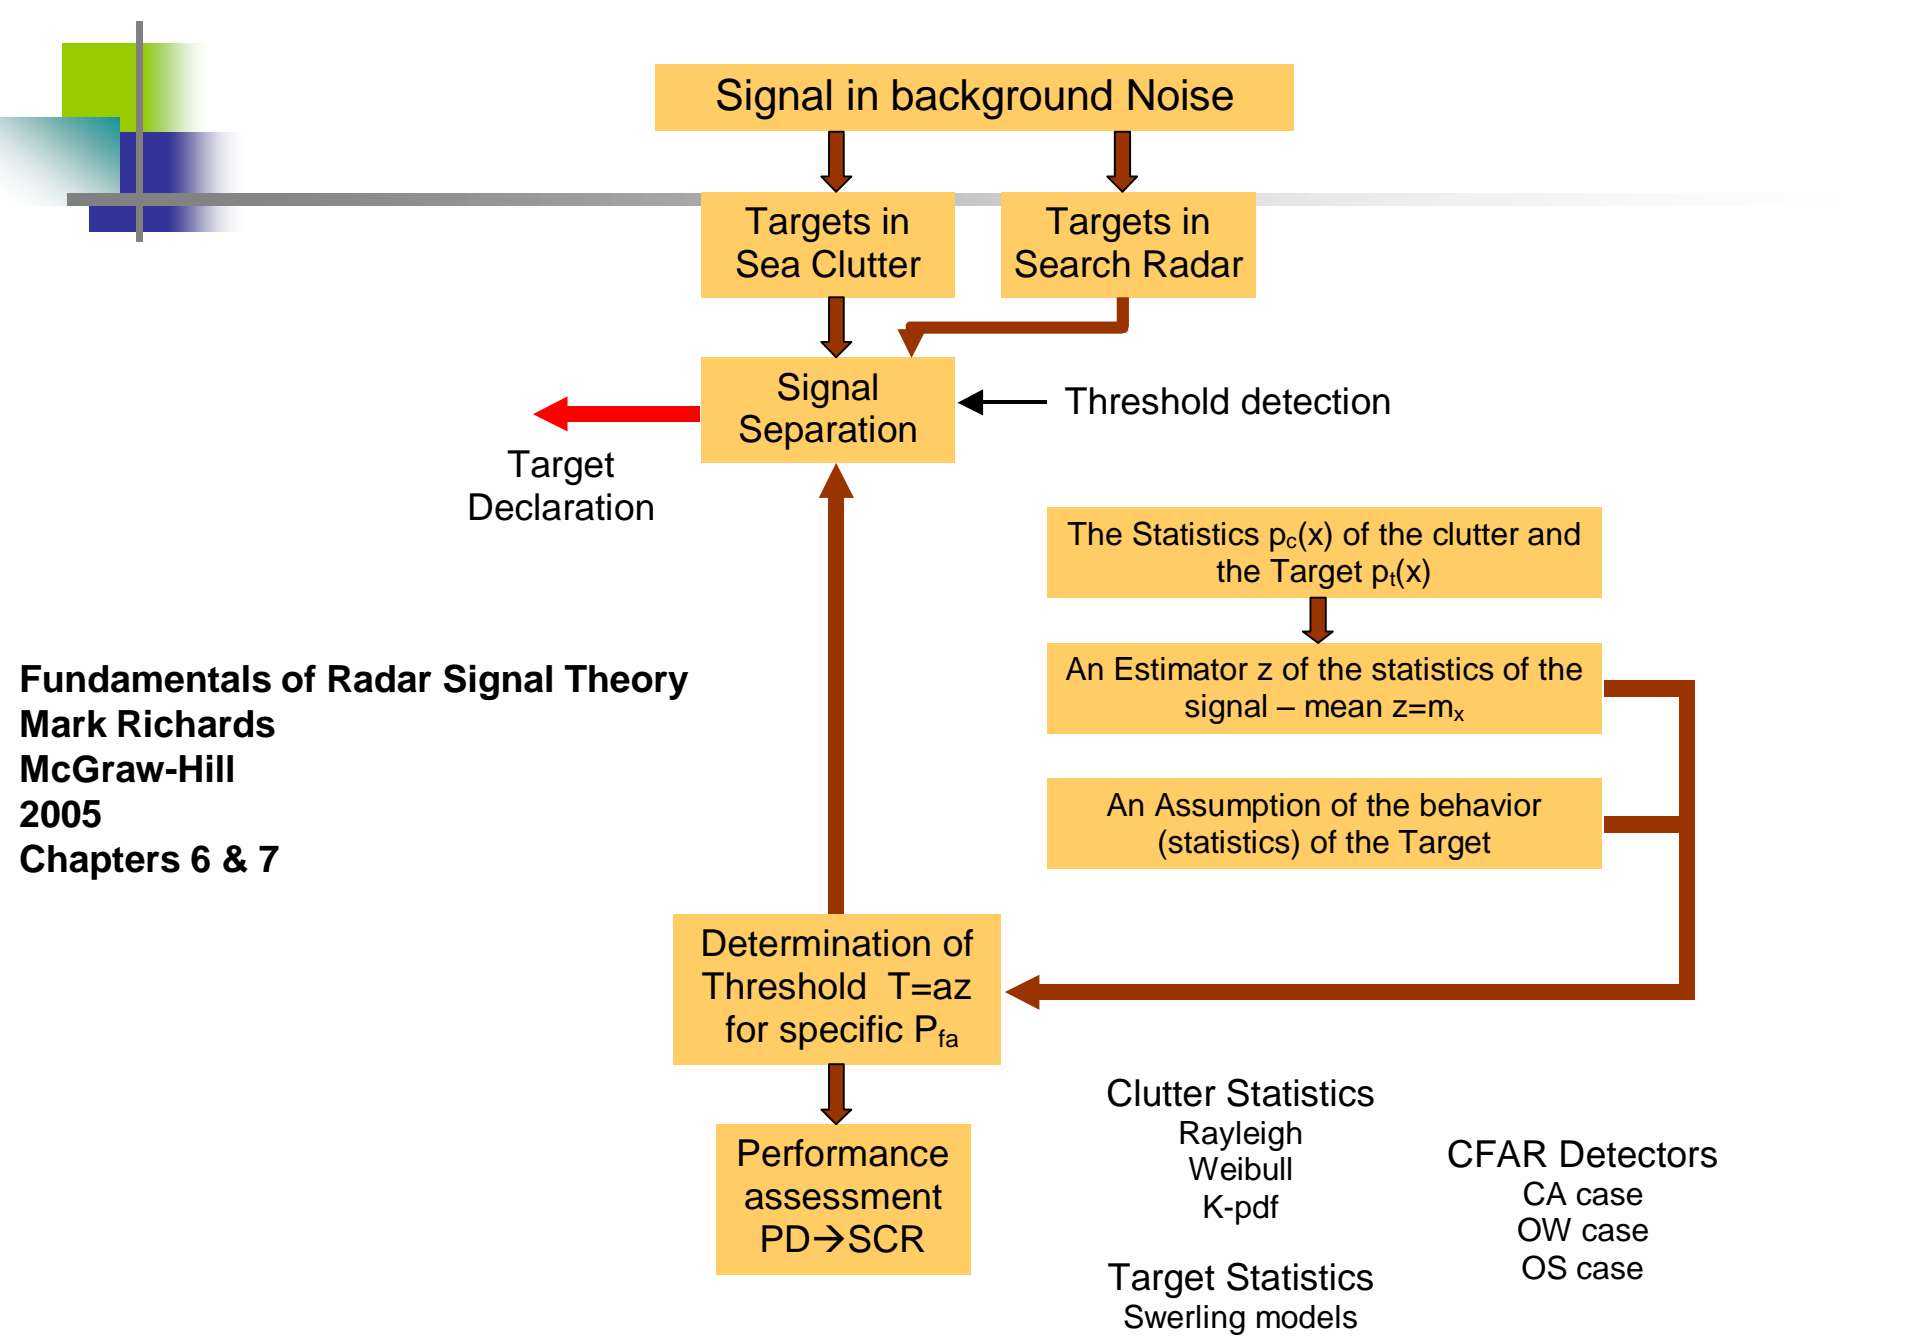 Signal in background Noise
Targets in
Sea Clutter
Targets in
Search Radar
Signal
Separation
Threshold detection
Target
Declaration
The Statistics pc(x) of the clutter and
the Target pt(x)
An Estimator z of the statistics of the
signal – mean z=mx
An Assumption of the behavior
(statistics) of the Target
Fundamentals of Radar Signal Theory
Mark Richards
McGraw-Hill
2005
Chapters 6 & 7
Determination of
Threshold T=az
for specific Pfa
Performance
assessment
PD→SCR
Clutter Statistics
Rayleigh
Weibull
K-pdf
Target Statistics
Swerling models
CFAR Detectors
CA case
OW case
OS case